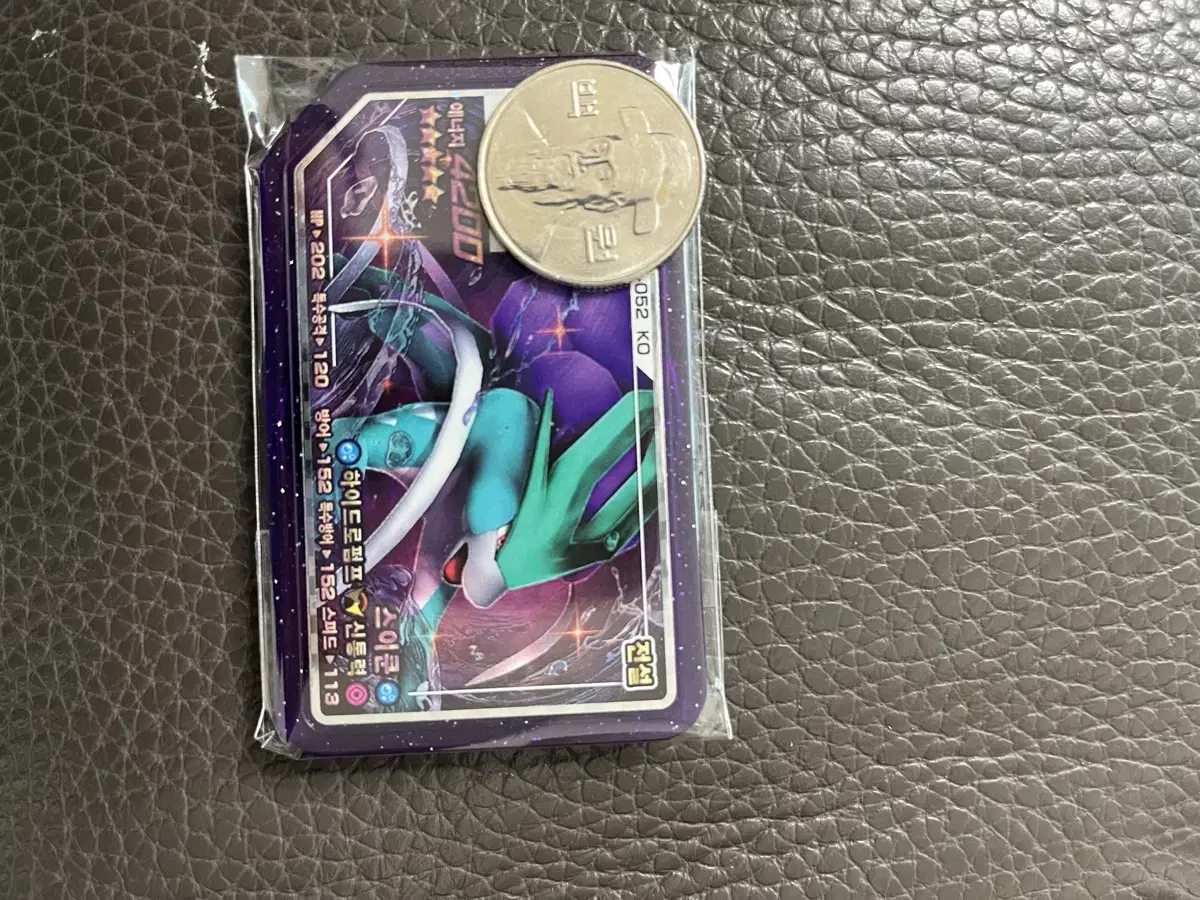 에너지 4200
★★★★★
052 KO
백 원
전설
스이쿤
하이드로펌프 신통력
HP▶202 특수공격▶120 방어▶152 특수방어▶152 스피드▶113